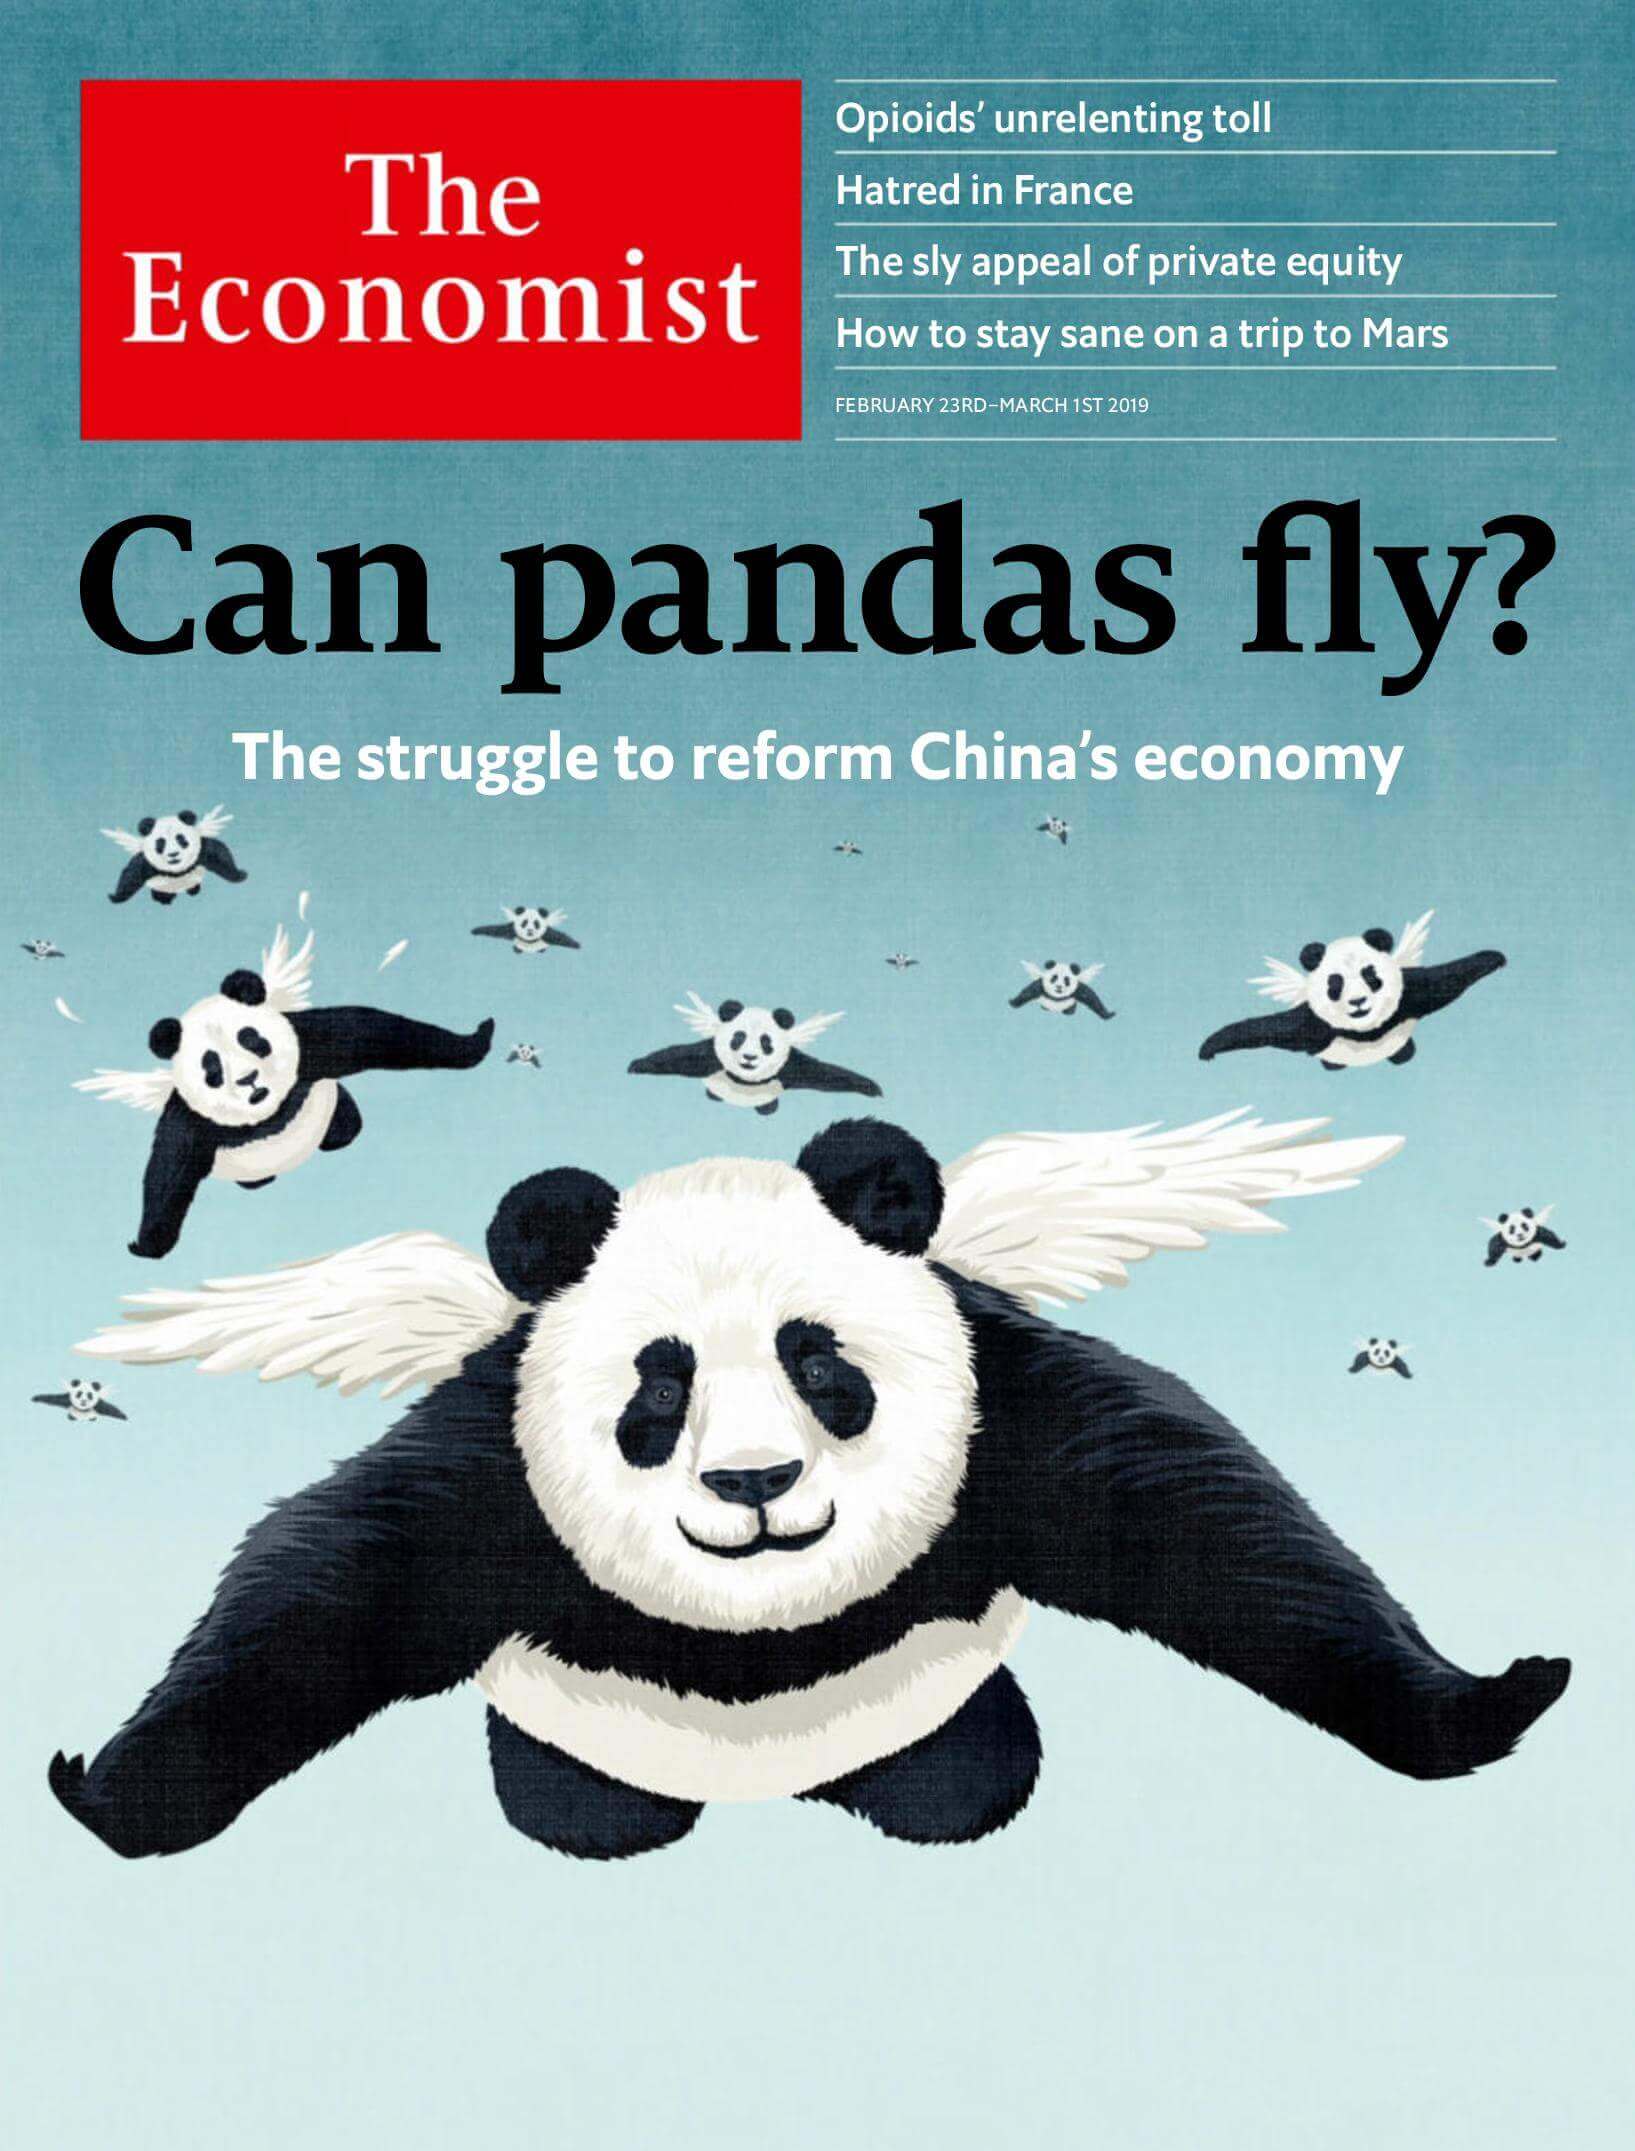 The
Economist
Opioids’ unrelenting toll
Hatred in France
The sly appeal of private equity
How to stay sane on a trip to Mars
FEBRUARY 23RD–MARCH 1ST 2019
Can pandas fly?
The struggle to reform China’s economy